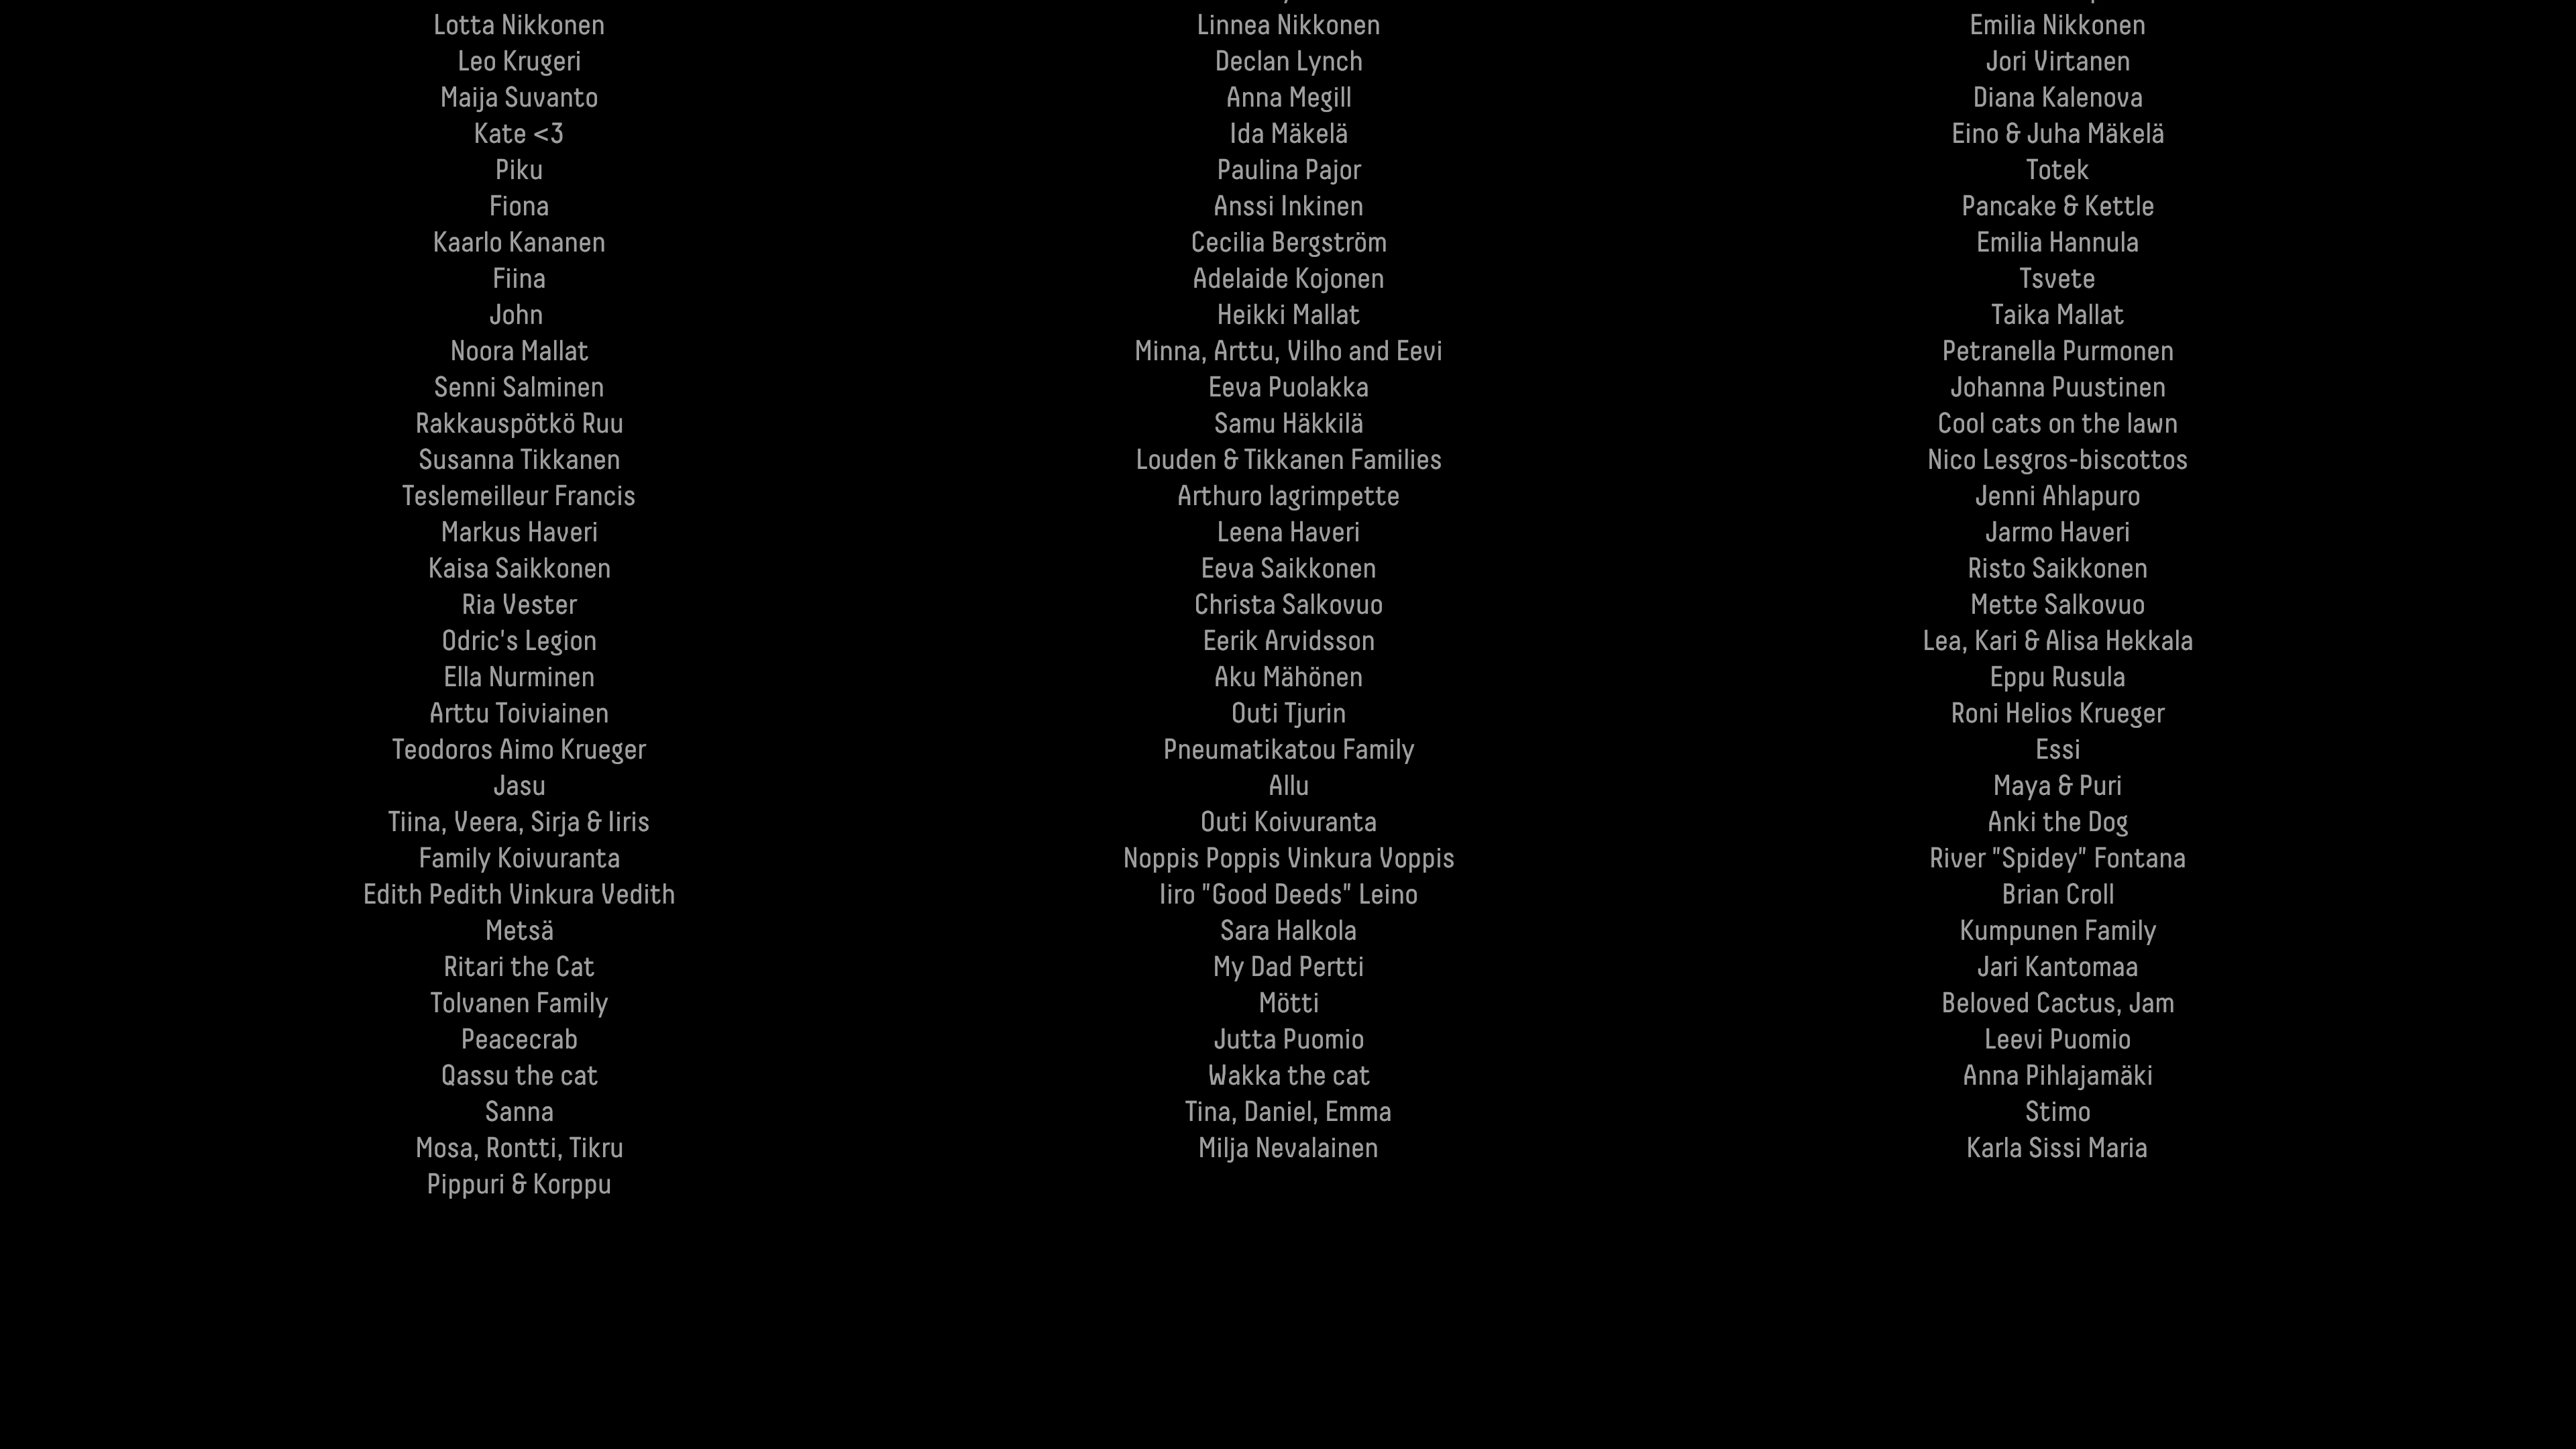 Lotta Nikkonen
Linnea Nikkonen
Emilia Nikkonen
Leo Krugeri
Declan Lynch
Jori Virtanen
Maija Suvanto
Anna Megill
Diana Kalenova
Kate <3
Ida Mäkelä
Eino & Juha Mäkelä
Piku
Paulina Pajor
Totek
Fiona
Anssi Inkinen
Pancake & Kettle
Kaarlo Kananen
Cecilia Bergström
Emilia Hannula
Fiina
Adelaide Kojonen
Tsvete
John
Heikki Mallat
Taika Mallat
Noora Mallat
Minna, Arttu, Vilho and Eevi
Petranella Purmonen
Senni Salminen
Eeva Puolakka
Johanna Puustinen
Rakkauspötkö Ruu
Samu Häkkilä
Cool cats on the lawn
Susanna Tikkanen
Louden & Tikkanen Families
Nico Lesgros-biscottos
Teslemeilleur Francis
Arthuro lagrimpette
Jenni Ahlapuro
Markus Haveri
Leena Haveri
Jarmo Haveri
Kaisa Saikkonen
Eeva Saikkonen
Risto Saikkonen
Ria Vester
Christa Salkovuo
Mette Salkovuo
Odric's Legion
Eerik Arvidsson
Lea, Kari & Alisa Hekkala
Ella Nurminen
Aku Mähönen
Eppu Rusula
Arttu Toiviainen
Outi Tjurin
Roni Helios Krueger
Teodoros Aimo Krueger
Pneumatikatou Family
Essi
Jasu
Allu
Maya & Puri
Tiina, Veera, Sirja & Iiris
Outi Koivuranta
Anki the Dog
Family Koivuranta
Noppis Poppis Vinkura Voppis
River "Spidey" Fontana
Edith Pedith Vinkura Vedith
Iiro "Good Deeds" Leino
Brian Croll
Metsä
Sara Halkola
Kumpunen Family
Ritari the Cat
My Dad Pertti
Jari Kantomaa
Tolvanen Family
Mötti
Beloved Cactus, Jam
Peacecrab
Jutta Puomio
Leevi Puomio
Qassu the cat
Wakka the cat
Anna Pihlajamäki
Sanna
Tina, Daniel, Emma
Stimo
Mosa, Rontti, Tikru
Milja Nevalainen
Karla Sissi Maria
Pippuri & Korppu